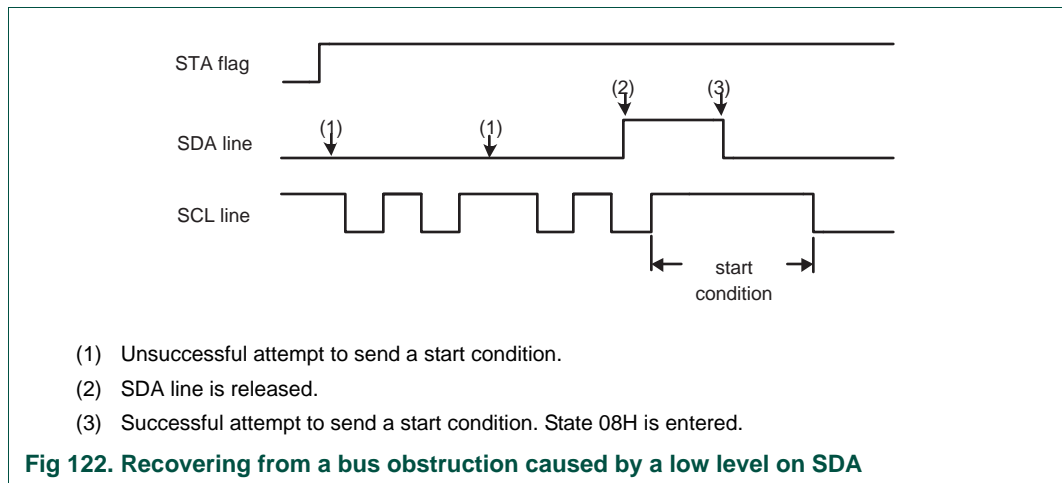 STA flag
(2) (3)
(1) (1)
SDA line
SCL line
start
condition
(1) Unsuccessful attempt to send a start condition.
(2) SDA line is released.
(3) Successful attempt to send a start condition. State 08H is entered.
Fig 122. Recovering from a bus obstruction caused by a low level on SDA